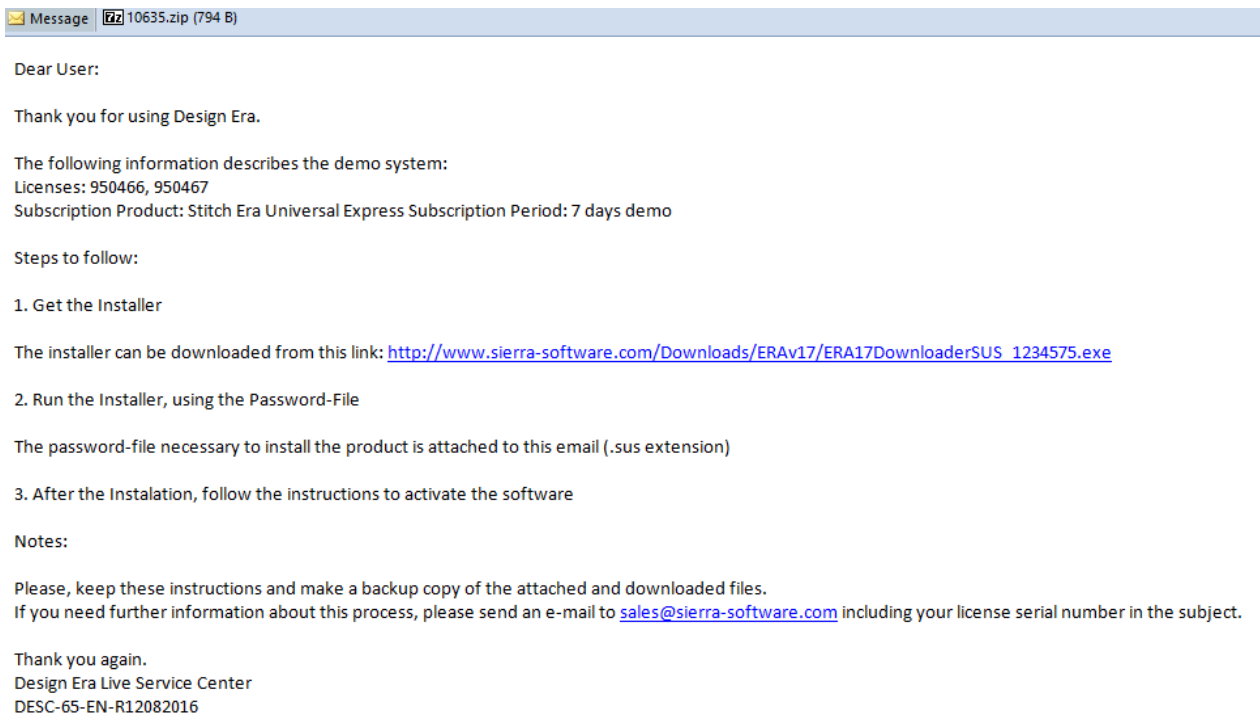 Message 10635.zip (794 B)
Dear User:
Thank you for using Design Era.
The following information describes the demo system:
Licenses: 950466, 950467
Subscription Product: Stitch Era Universal Express Subscription Period: 7 days demo
Steps to follow:
1. Get the Installer
The installer can be downloaded from this link: http://www.sierra-software.com/Downloads/ERAv17/ERA17DownloaderSUS_1234575.exe
2. Run the Installer, using the Password-File
The password-file necessary to install the product is attached to this email (.sus extension)
3. After the Instalation, follow the instructions to activate the software
Notes:
Please, keep these instructions and make a backup copy of the attached and downloaded files.
If you need further information about this process, please send an e-mail to sales@sierra-software.com including your license serial number in the subject.
Thank you again.
Design Era Live Service Center
DESC-65-EN-R12082016